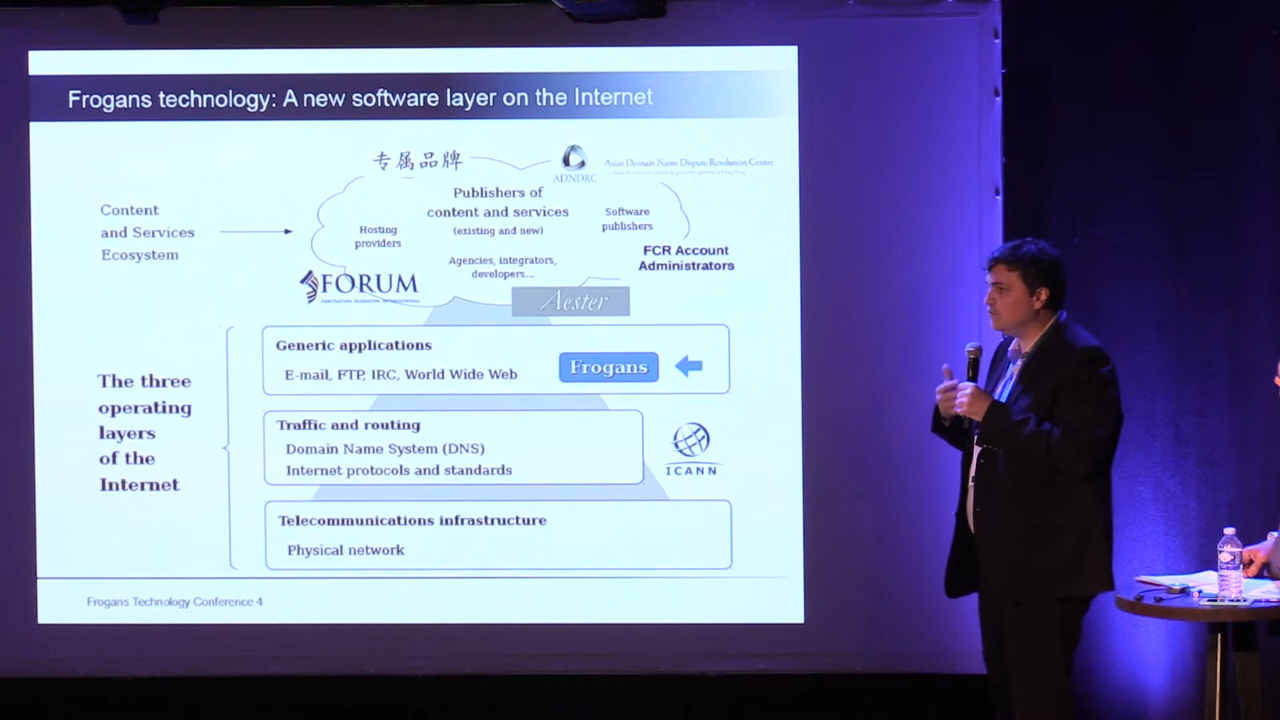 Frogans technology: A new software layer on the Internet
专属品牌
ADNDRC
Asian Domain Name Dispute Resolution Centre
Content
and Services
Ecosystem
Publishers of
content and services
(existing and new)
Hosting
providers
Software
publishers
Agencies, integrators,
developers...
FCR Account
Administrators
FORUM
Aester
The three
operating
layers
of the
Internet
Generic applications
E-mail, FTP, IRC, World Wide Web
Frogans
Traffic and routing
Domain Name System (DNS)
Internet protocols and standards
ICANN
Telecommunications infrastructure
Physical network
Frogans Technology Conference 4